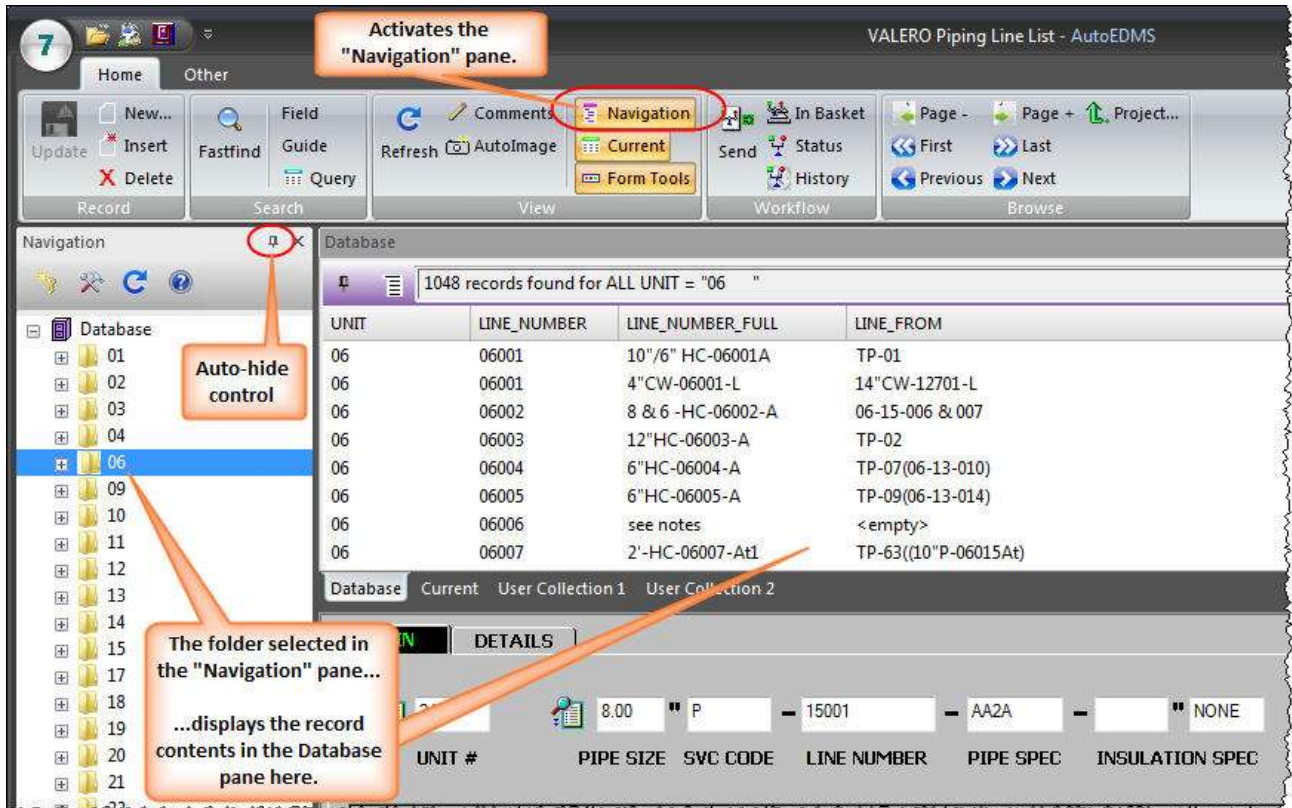 Activates the
"Navigation" pane.
7
VALERO Piping Line List - AutoEDMS
Home Other
Update New... Insert Delete
Record
Fastfind Field Guide Query
Search
Refresh Comments AutoImage Navigation Current Form Tools
View
Send In Basket Status History
Workflow
Page - Page + Project...
First Last
Previous Next
Browse
Navigation
Database
01
02
03
04
06
09
10
11
12
13
14
15
17
18
19
20
21
Auto-hide
control
Database
1048 records found for ALL UNIT = "06 "
UNIT LINE_NUMBER LINE_NUMBER_FULL LINE_FROM
06 06001 10"/6" HC-06001A TP-01
06 06001 4"CW-06001-L 14"CW-12701-L
06 06002 8 & 6 -HC-06002-A 06-15-006 & 007
06 06003 12"HC-06003-A TP-02
06 06004 6"HC-06004-A TP-07(06-13-010)
06 06005 6"HC-06005-A TP-09(06-13-014)
06 06006 see notes <empty>
06 06007 2'-HC-06007-At1 TP-63((10"P-06015At)
Database Current User Collection 1 User Collection 2
The folder selected in
the "Navigation" pane...
...displays the record
contents in the Database
pane here.
DETAILS
8.00 " P - 15001 - AA2A - " NONE
UNIT # PIPE SIZE SVC CODE LINE NUMBER PIPE SPEC INSULATION SPEC